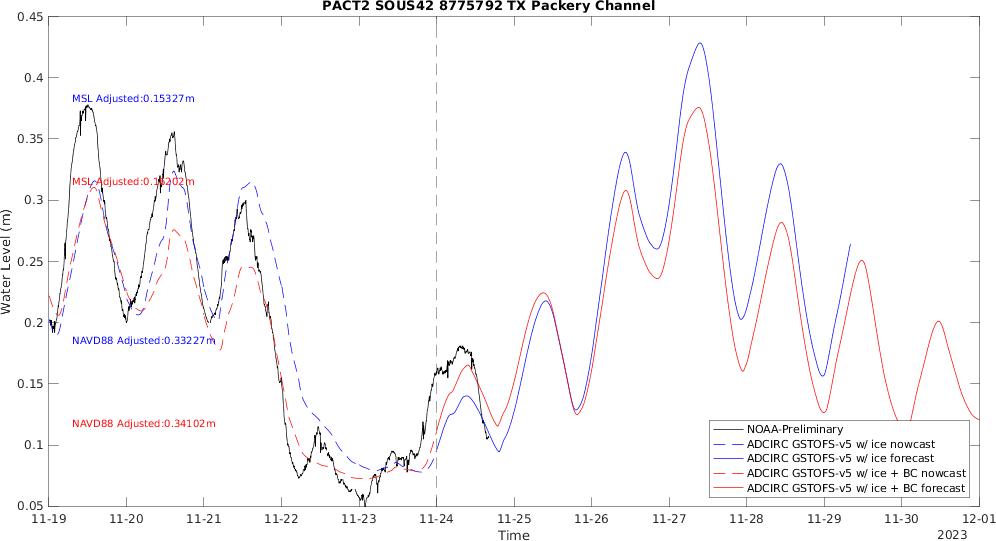 PACT2 SOUS42 8775792 TX Packery Channel
0.45
0.4
0.35
0.3
0.25
0.2
0.15
0.1
0.05
Water Level (m)
MSL Adjusted:0.15327m
MSL Adjusted:0.16202m
NAVD88 Adjusted:0.33227m
NAVD88 Adjusted:0.34102m
NOAA-Preliminary
ADCIRC GSTOFS-v5 w/ ice nowcast
ADCIRC GSTOFS-v5 w/ ice forecast
ADCIRC GSTOFS-v5 w/ ice + BC nowcast
ADCIRC GSTOFS-v5 w/ ice + BC forecast
11-19 11-20 11-21 11-22 11-23 11-24 11-25 11-26 11-27 11-28 11-29 11-30 12-01
Time
2023